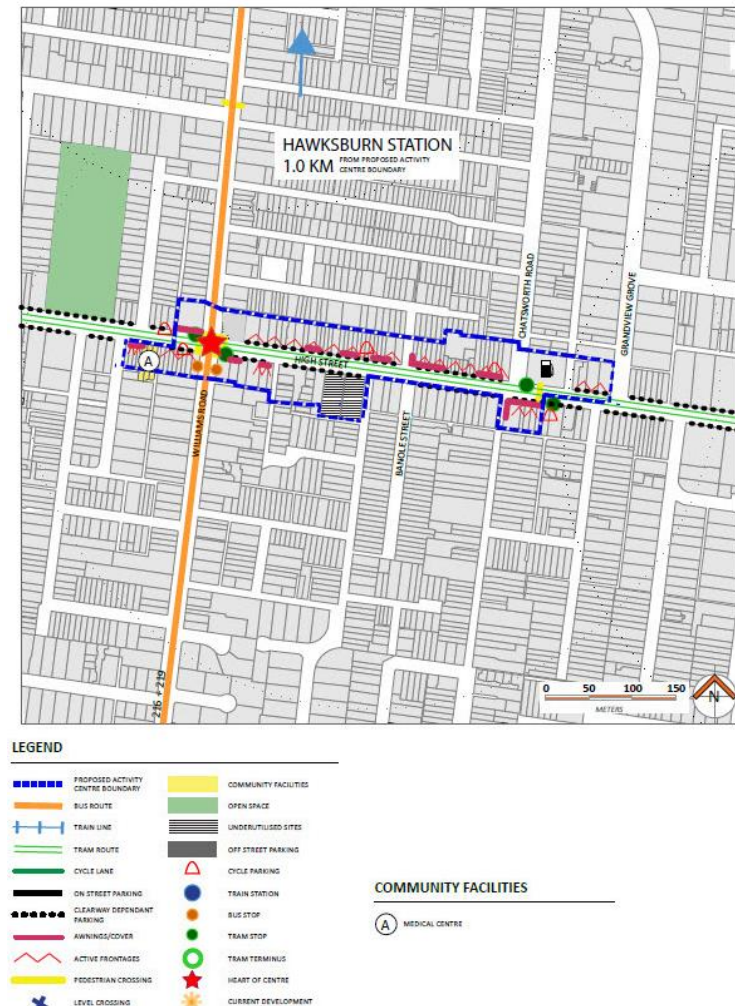 HAWKSBURN STATION
1.0 KM FROM PROPOSED ACTIVITY
CENTRE BOUNDARY
CHATSWORTH ROAD
GRANDVIEW GROVE
HIGH STREET
A
WILLIAMS ROAD
BANOLE STREET
216 + 219
0 50 100 150
METERS
N
LEGEND
PROPOSED ACTIVITY
CENTRE BOUNDARY
BUS ROUTE
TRAIN LINE
TRAM ROUTE
CYCLE LANE
ON STREET PARKING
CLEARWAY DEPENDANT
PARKING
AWNINGS/COVER
ACTIVE FRONTAGES
PEDESTRIAN CROSSING
LEVEL CROSSING
COMMUNITY FACILITIES
OPEN SPACE
UNDERUTILISED SITES
OFF STREET PARKING
CYCLE PARKING
TRAIN STATION
BUS STOP
TRAM STOP
TRAM TERMINUS
HEART OF CENTRE
CURRENT DEVELOPMENT
COMMUNITY FACILITIES
A MEDICAL CENTRE